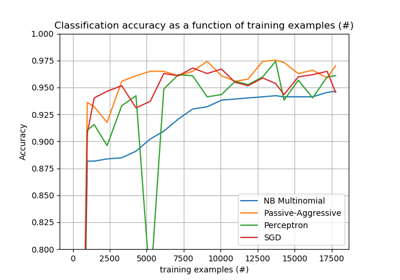 Classification accuracy as a function of training examples (#)
1.000
0.975
0.950
0.925
0.900
0.875
0.850
0.825
0.800
Accuracy
NB Multinomial
Passive-Aggressive
Perceptron
SGD
0 2500 5000 7500 10000 12500 15000 17500
training examples (#)